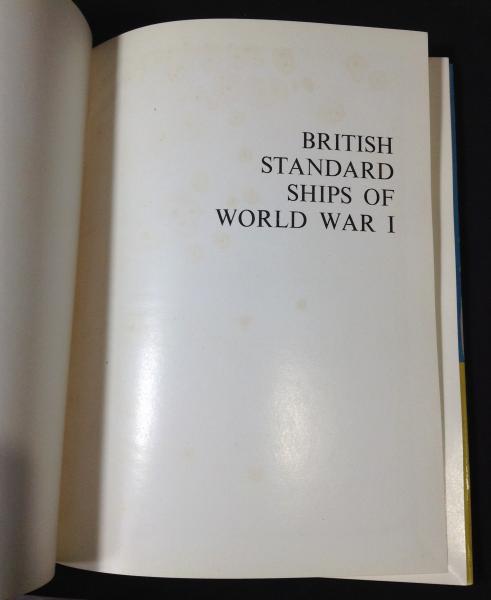 BRITISH
STANDARD
SHIPS OF
WORLD WAR I